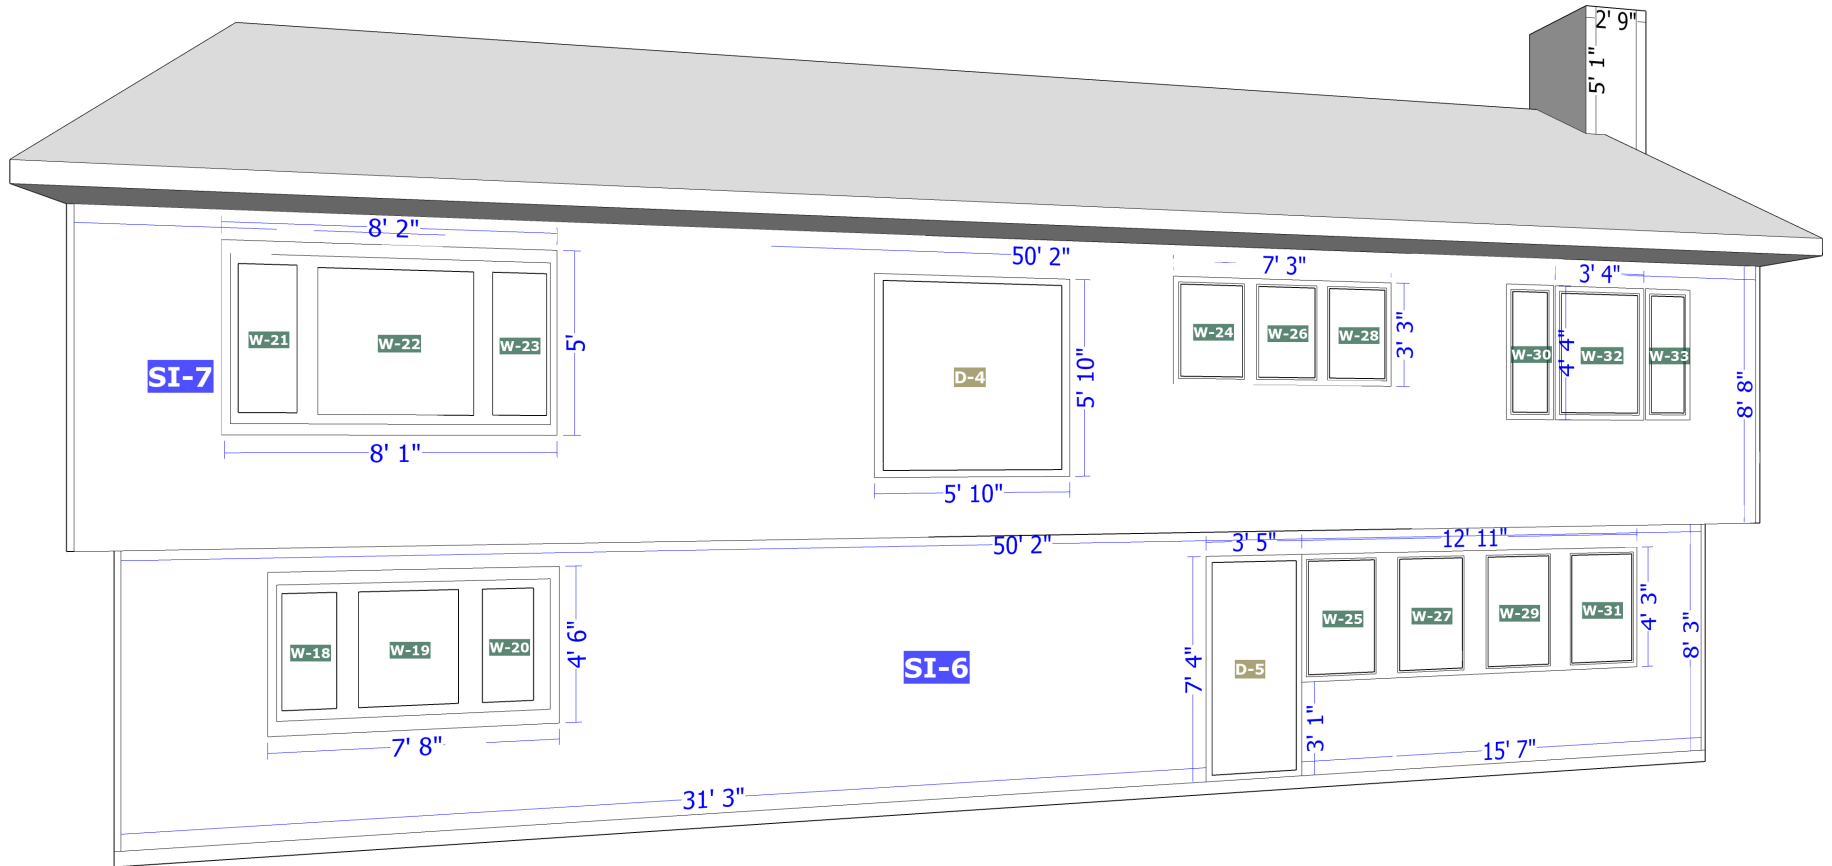 2' 9"
5' 1"
8' 2"
50' 2"
7' 3"
3' 4"
W-21
W-22
W-23
5'
SI-7
D-4
5' 10"
W-24
W-26
W-28
3' 3"
W-30
4' 4"
W-32
W-33
8' 8"
8' 1"
5' 10"
50' 2"
3' 5"
12' 11"
W-18
W-19
W-20
4' 6"
SI-6
7' 4"
D-5
W-25
W-27
W-29
W-31
4' 3"
8' 3"
3' 1"
7' 8"
15' 7"
31' 3"